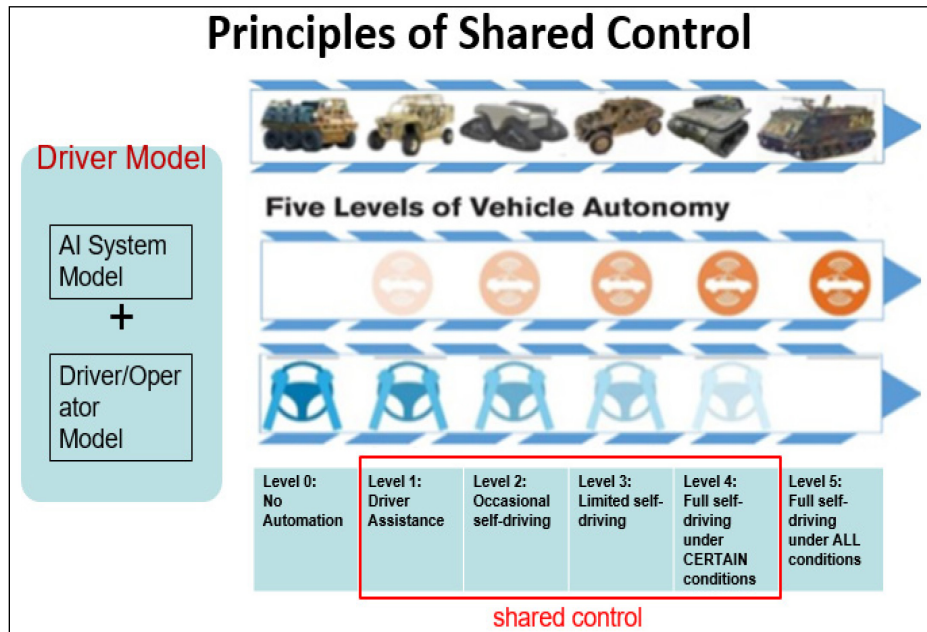 Principles of Shared Control
Driver Model
AI System
Model
+
Driver/Oper
ator
Model
Five Levels of Vehicle Autonomy
Level 0:
No
Automation
Level 1:
Driver
Assistance
Level 2:
Occasional
self-driving
Level 3:
Limited self-
driving
Level 4:
Full self-
driving
under
CERTAIN
conditions
Level 5:
Full self-
driving
under ALL
conditions
shared control